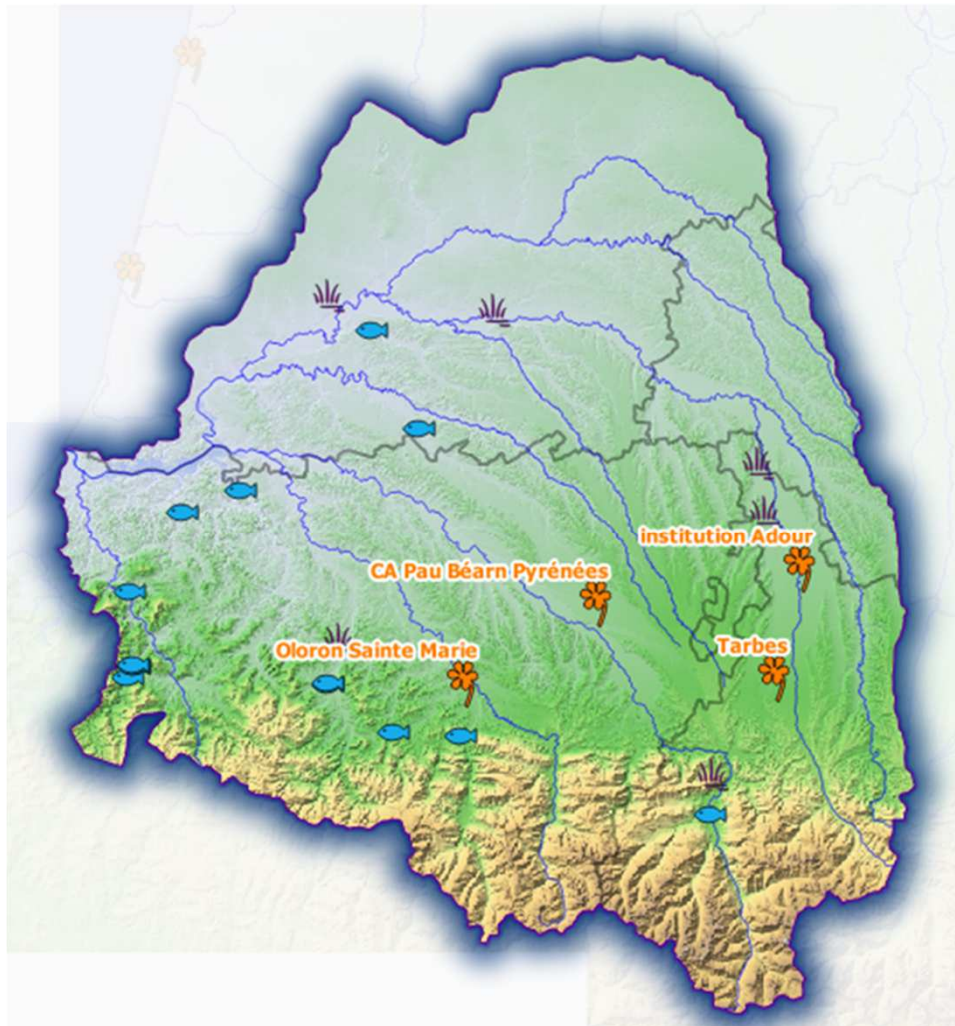 institution Adour
CA Pau Béarn Pyrénées
Oloron Sainte Marie
Tarbes